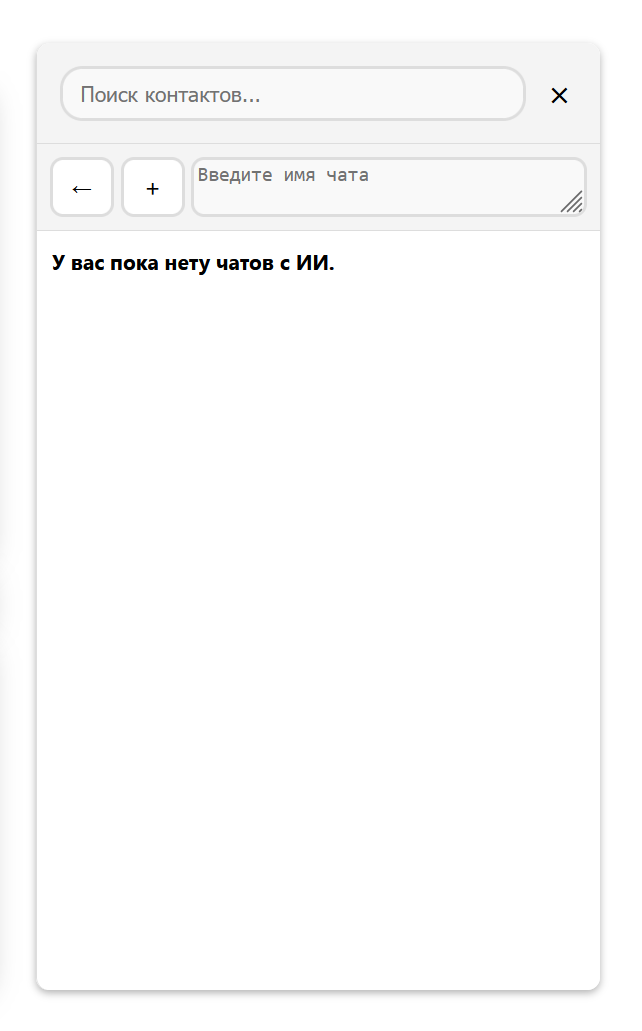 Поиск контактов...
×
← + Введите имя чата
У вас пока нету чатов с ИИ.